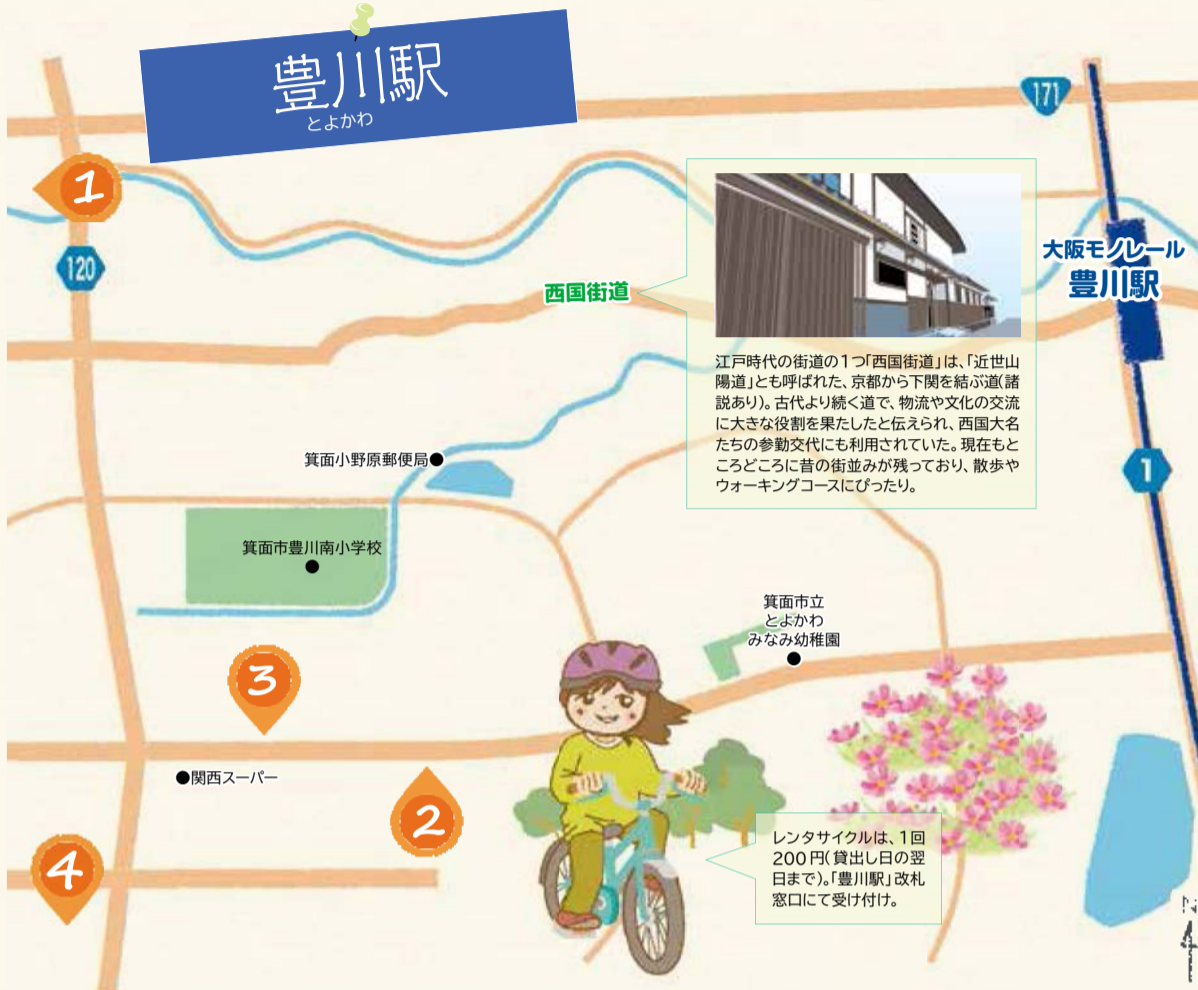 豊川駅
とよかわ
171
1
120
大阪モノレール
豊川駅
西国街道
江戸時代の街道の1つ「西国街道」は、「近世山
陽道」とも呼ばれた、京都から下関を結ぶ道(諸
説あり)。古代より続く道で、物流や文化の交流
に大きな役割を果たしたと伝えられ、西国大名
たちの参勤交代にも利用されていた。現在もと
ころどころに昔の街並みが残っており、散歩や
ウォーキングコースにぴったり。
箕面小野原郵便局
1
箕面市豊川南小学校
箕面市立
とよかわ
みなみ幼稚園
3
関西スーパー
2
4
レンタサイクルは、1回
200円(貸出し日の翌
日まで)。「豊川駅」改札
窓口にて受け付け。